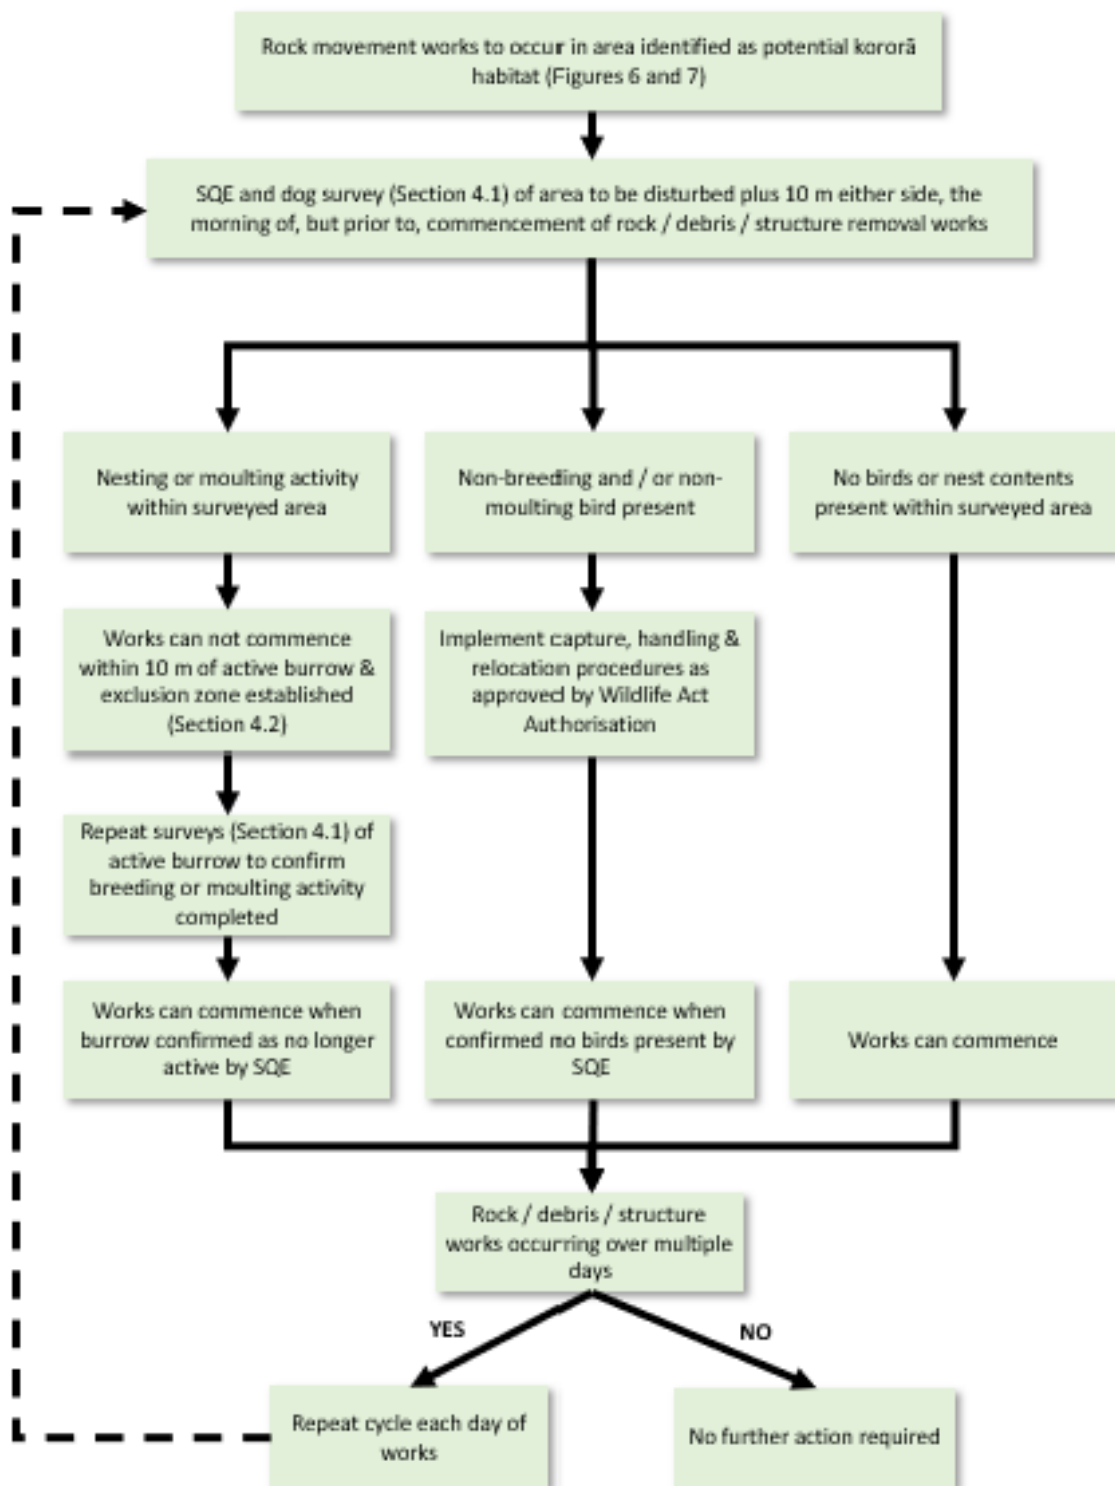 Rock movement works to occur in area identified as potential kororā
habitat (Figures 6 and 7)
SQE and dog survey (Section 4.1) of area to be disturbed plus 10 m either side, the
morning of, but prior to, commencement of rock / debris / structure removal works
Nesting or moulting activity
within surveyed area
Non-breeding and / or non-
moulting bird present
No birds or nest contents
present within surveyed area
Works can not commence
within 10 m of active burrow &
exclusion zone established
(Section 4.2)
Implement capture, handling &
relocation procedures as
approved by Wildlife Act
Authorisation
Repeat surveys (Section 4.1) of
active burrow to confirm
breeding or moulting activity
completed
Works can commence when
burrow confirmed as no longer
active by SQE
Works can commence when
confirmed no birds present by
SQE
Works can commence
Rock / debris / structure
works occurring over multiple
days
YES
NO
Repeat cycle each day of
works
No further action required